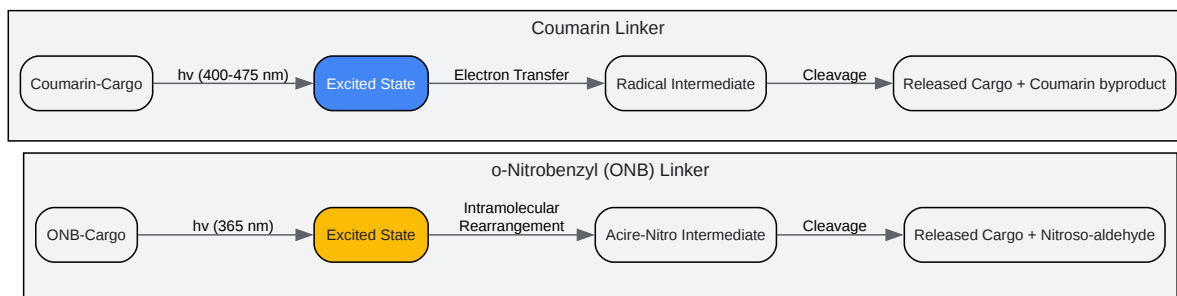 Coumarin Linker
Coumarin-Cargo
hv (400-475 nm)
Excited State
Electron Transfer
Radical Intermediate
Cleavage
Released Cargo + Coumarin byproduct
o-Nitrobenzyl (ONB) Linker
ONB-Cargo
hv (365 nm)
Excited State
Intramolecular
Rearrangement
Acire-Nitro Intermediate
Cleavage
Released Cargo + Nitroso-aldehyde